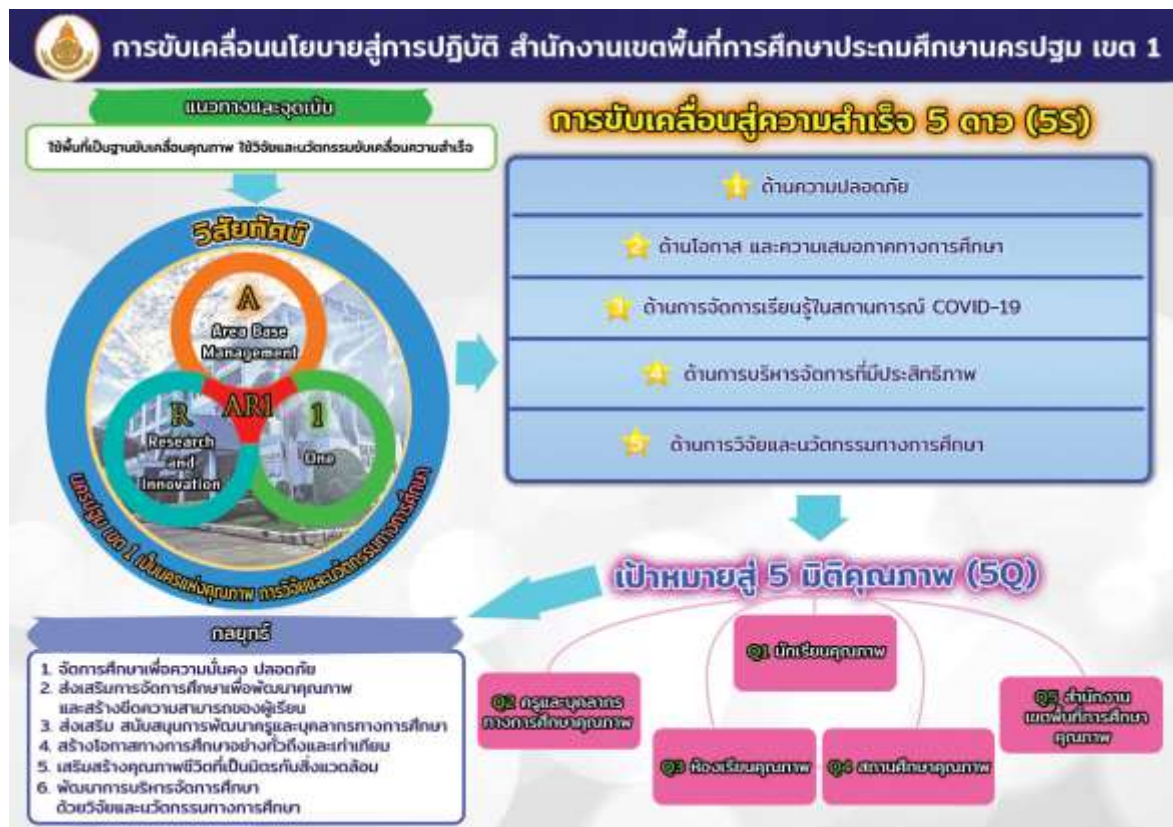 การขับเคลื่อนนโยบายสู่การปฏิบัติ สำนักงานเขตพื้นที่การศึกษาประถมศึกษานครปฐม เขต 1
แนวทางและจุดเน้น
ใช้พื้นที่เป็นฐานขับเคลื่อนคุณภาพ ใช้วิจัยและนวัตกรรมขับเคลื่อนความสำเร็จ
วิสัยทัศน์
A
Area Base
Management
AR1
R
Research
and
Innovation
1
One
นครปฐม เขต 1 เป็นนครแห่งคุณภาพ การวิจัยและนวัตกรรมทางการศึกษา
การขับเคลื่อนสู่ความสำเร็จ 5 ดาว (5S)
1 ด้านความปลอดภัย
2 ด้านโอกาส และความเสมอภาคทางการศึกษา
3 ด้านการจัดการเรียนรู้ในสถานการณ์ COVID-19
4 ด้านการบริหารจัดการที่มีประสิทธิภาพ
5 ด้านการวิจัยและนวัตกรรมทางการศึกษา
เป้าหมายสู่ 5 มิติคุณภาพ (5Q)
Q1 นักเรียนคุณภาพ
Q2 ครูและบุคลากร
ทางการศึกษาคุณภาพ
Q3 ห้องเรียนคุณภาพ
Q4 สถานศึกษาคุณภาพ
Q5 สำนักงาน
เขตพื้นที่การศึกษา
คุณภาพ
กลยุทธ์
1. จัดการศึกษาเพื่อความมั่นคง ปลอดภัย
2. ส่งเสริมการจัดการศึกษาเพื่อพัฒนาคุณภาพ
และสร้างขีดความสามารถของผู้เรียน
3. ส่งเสริม สนับสนุนการพัฒนาครูและบุคลากรทางการศึกษา
4. สร้างโอกาสทางการศึกษาอย่างทั่วถึงและเท่าเทียม
5. เสริมสร้างคุณภาพชีวิตที่เป็นมิตรกับสิ่งแวดล้อม
6. พัฒนาการบริหารจัดการศึกษา
ด้วยวิจัยและนวัตกรรมทางการศึกษา